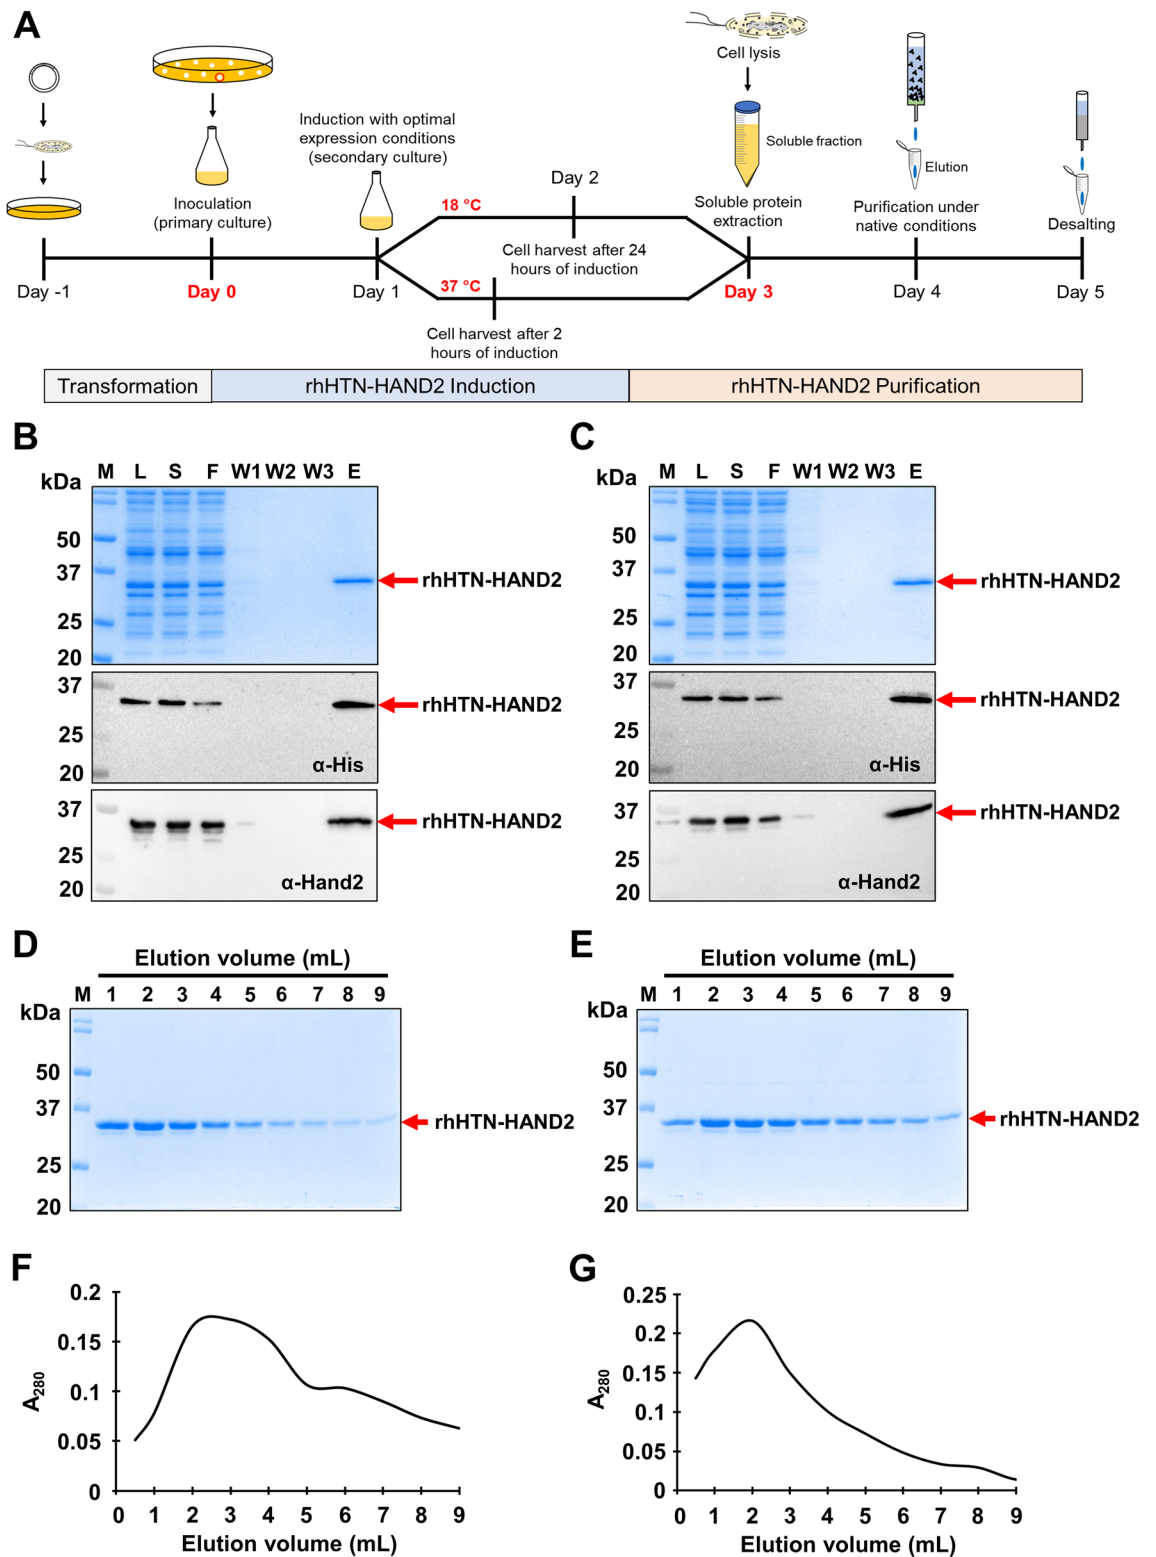 A
Cell lysis
Soluble fraction
Elution
Induction with optimal
expression conditions
(secondary culture)
Inoculation
(primary culture)
Day 2
18 °C
Cell harvest after 24
hours of induction
Soluble protein
extraction
Purification under
native conditions
Desalting
Day -1
Day 0
Day 1
37 °C
Day 3
Day 4
Day 5
Cell harvest after 2
hours of induction
Transformation
rhHTN-HAND2 Induction
rhHTN-HAND2 Purification
B
kDa
M L S F W1 W2 W3 E
50
37
25
20
rhHTN-HAND2
37
25
20
rhHTN-HAND2
α-His
37
25
20
rhHTN-HAND2
α-Hand2
C
kDa
M L S F W1 W2 W3 E
50
37
25
20
rhHTN-HAND2
37
25
20
rhHTN-HAND2
α-His
37
25
20
rhHTN-HAND2
α-Hand2
D
Elution volume (mL)
M 1 2 3 4 5 6 7 8 9
kDa
50
37
25
20
rhHTN-HAND2
E
Elution volume (mL)
M 1 2 3 4 5 6 7 8 9
kDa
50
37
25
20
rhHTN-HAND2
F
0.2
0.15
0.1
0.05
0
A280
0 1 2 3 4 5 6 7 8 9
Elution volume (mL)
G
0.25
0.2
0.15
0.1
0.05
0
A280
0 1 2 3 4 5 6 7 8 9
Elution volume (mL)